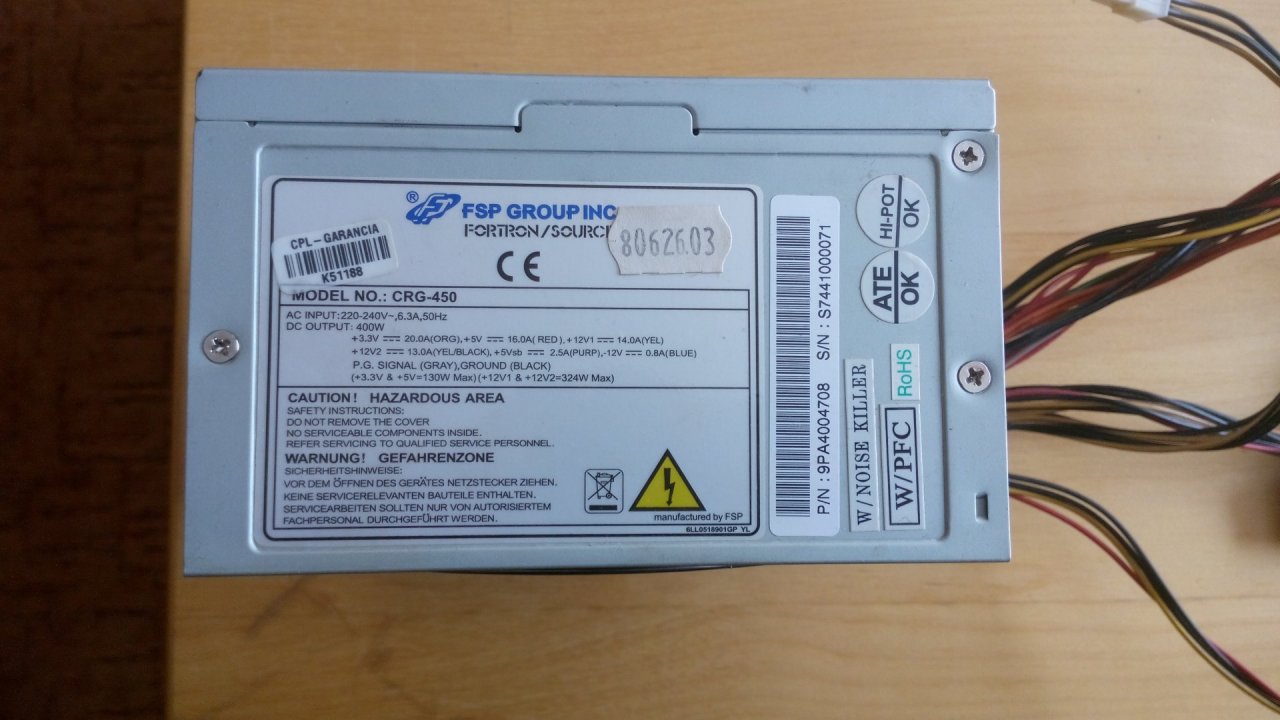 ® FSP GROUP INC
FORTRON/SOURCE
80626.03
CPL-GARANCIA
K51188
CE
MODEL NO.: CRG-450
AC INPUT:220-240V~,6.3A,50Hz
DC OUTPUT: 400W
+3.3V 20.0A(ORG),+5V 16.0A( RED ),+12V1 14.0A(YEL)
+12V2 13.0A(YEL/BLACK),+5Vsb 2.5A(PURP),-12V 0.8A(BLUE)
P.G. SIGNAL (GRAY),GROUND (BLACK)
(+3.3V & +5V=130W Max)(+12V1 & +12V2=324W Max)
CAUTION! HAZARDOUS AREA
SAFETY INSTRUCTIONS:
DO NOT REMOVE THE COVER
NO SERVICEABLE COMPONENTS INSIDE.
REFER SERVICING TO QUALIFIED SERVICE PERSONNEL.
WARNUNG! GEFAHRENZONE
SICHERHEITSHINWEISE:
VOR DEM ÖFFNEN DES GERÄTES NETZSTECKER ZIEHEN.
KEINE SERVICERELEVANTEN BAUTEILE ENTHALTEN.
SERVICEARBEITEN SOLLTEN NUR VON AUTORISIERTEM
FACHPERSONAL DURCHGEFÜHRT WERDEN.
manufactured by FSP
6LL0518901GP YL
P/N : 9PA4004708 S/N : S7441000071
HI-POT
OK
ATE
OK
W/NOISE KILLER
RoHS
W/PFC